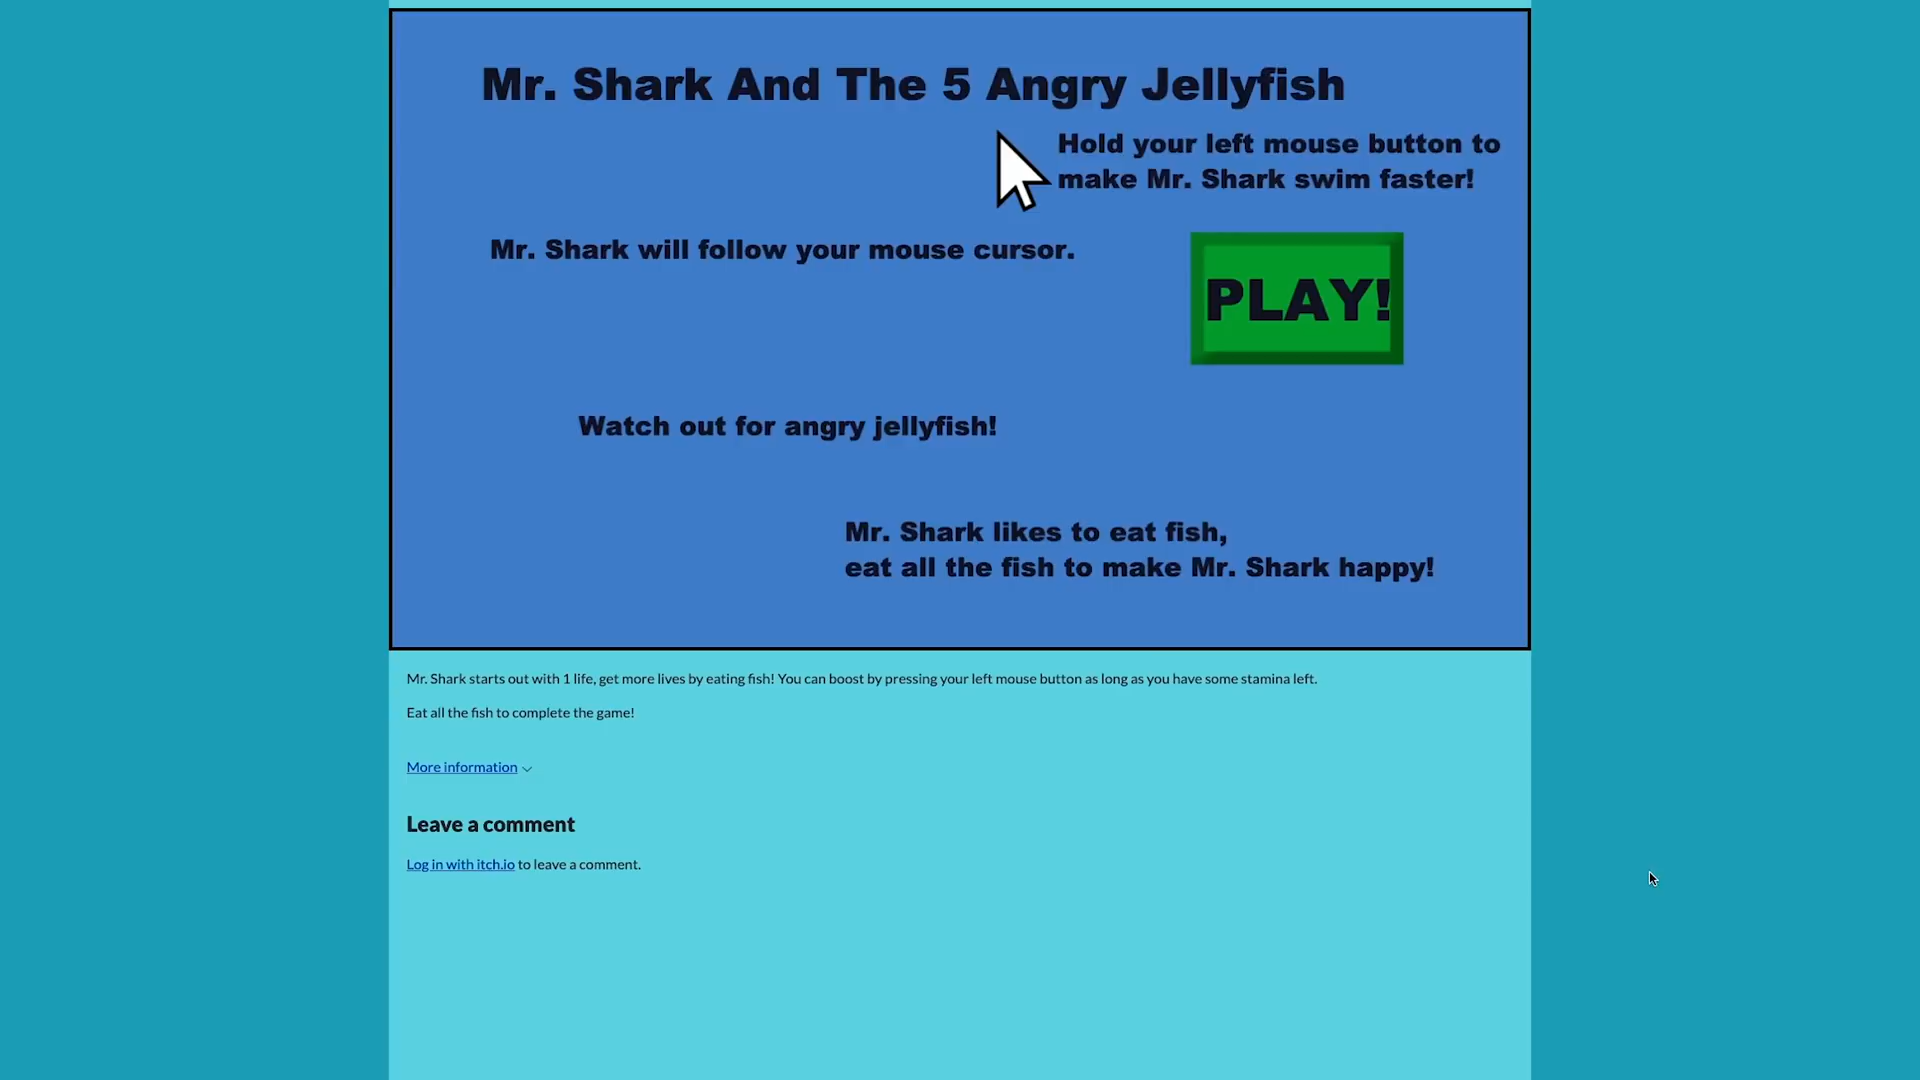 Mr. Shark And The 5 Angry Jellyfish
Hold your left mouse button to
make Mr. Shark swim faster!
Mr. Shark will follow your mouse cursor.
PLAY!
Watch out for angry jellyfish!
Mr. Shark likes to eat fish,
eat all the fish to make Mr. Shark happy!
Mr. Shark starts out with 1 life, get more lives by eating fish! You can boost by pressing your left mouse button as long as you have some stamina left.
Eat all the fish to complete the game!
More information
Leave a comment
Log in with itch.io to leave a comment.